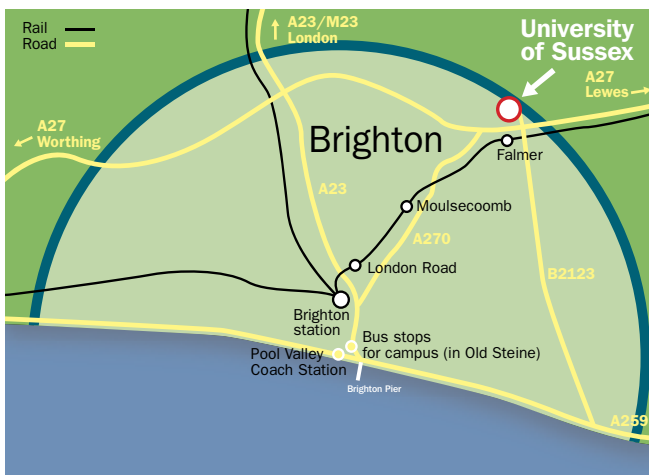 Rail
Road
A23/M23
London
University
of Sussex
A27
Lewes
A27
Worthing
Brighton
Falmer
A23
Moulsecoomb
A270
London Road
B2123
Brighton
station
Bus stops
for campus (in Old Steine)
Pool Valley
Coach Station
Brighton Pier
A259